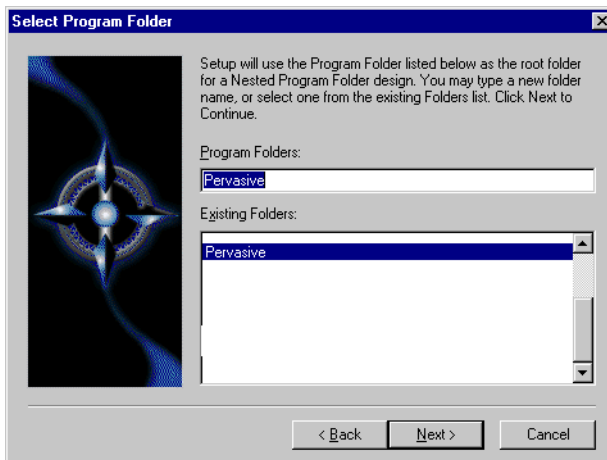 Select Program Folder
Setup will use the Program Folder listed below as the root folder
for a Nested Program Folder design. You may type a new folder
name, or select one from the existing Folders list. Click Next to
Continue.
Program Folders:
Pervasive
Existing Folders:
Pervasive
< Back
Next >
Cancel